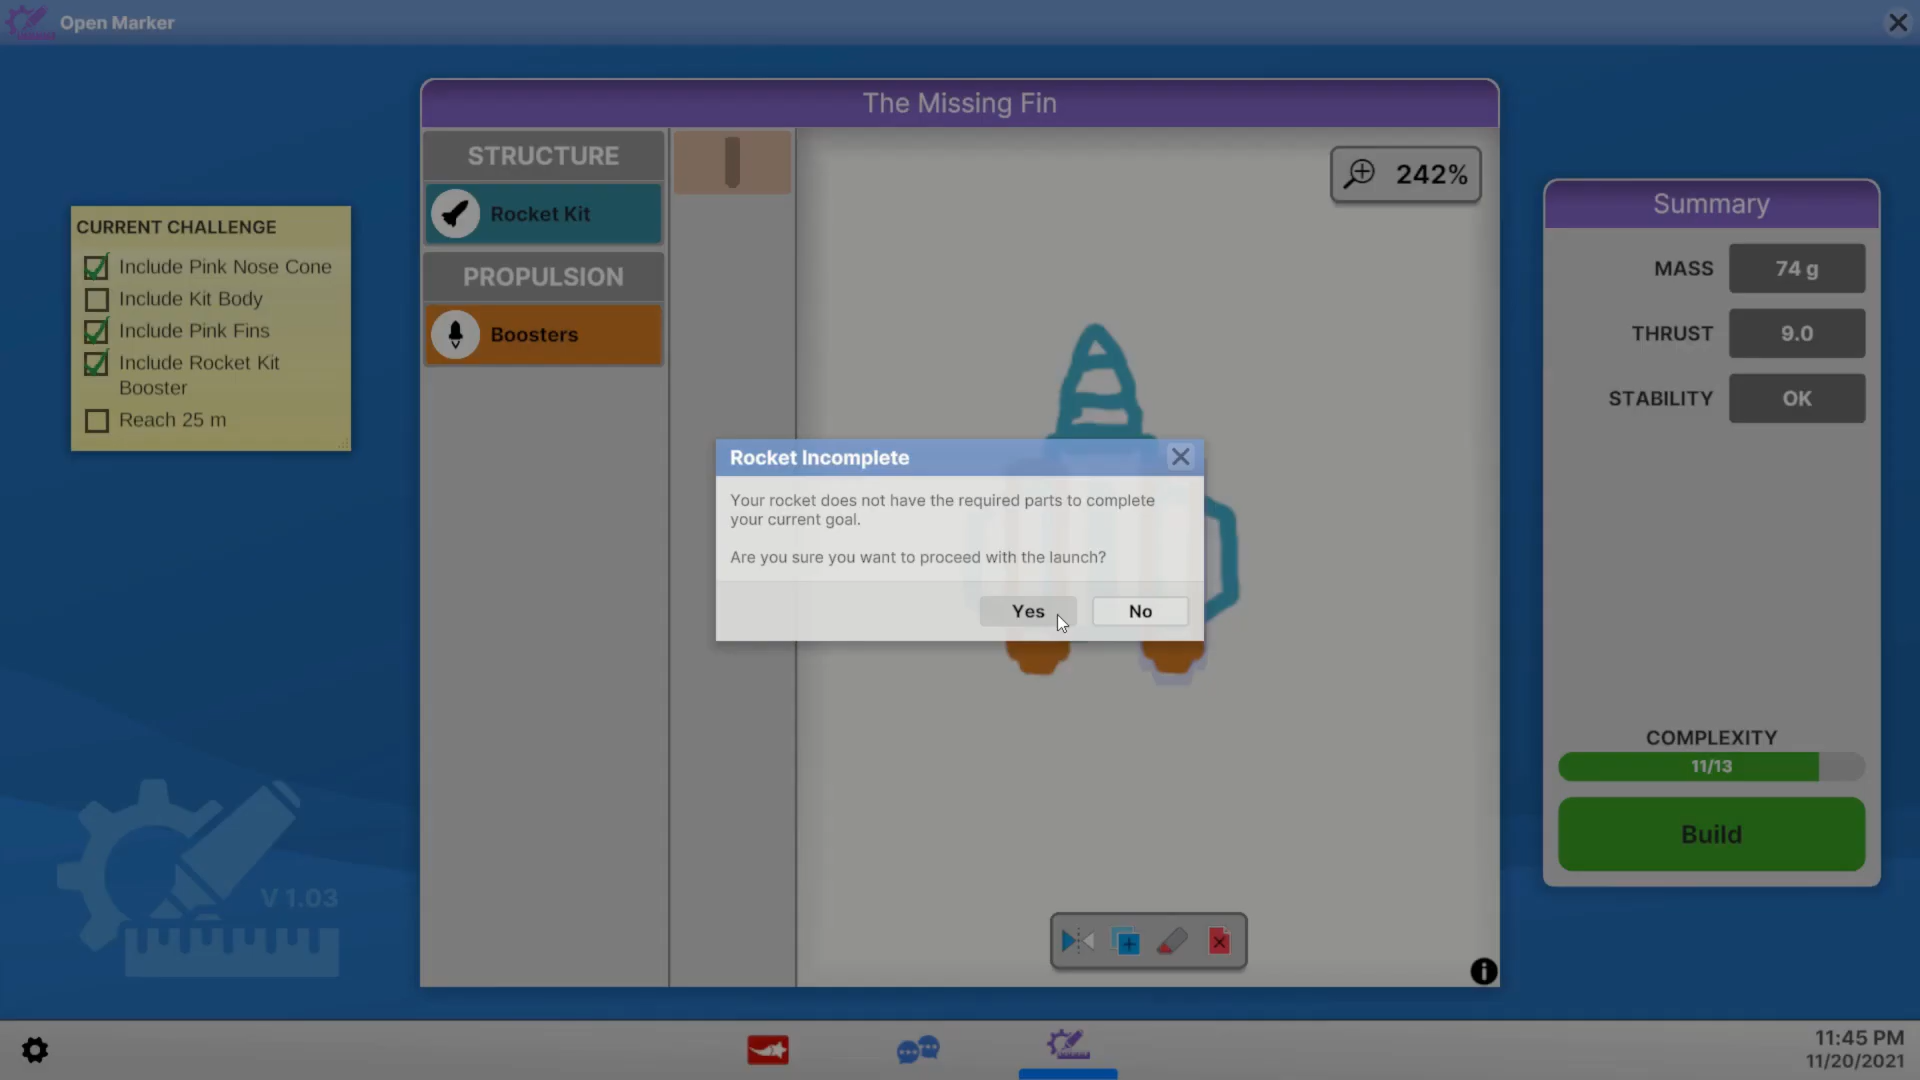 Open Marker
The Missing Fin
CURRENT CHALLENGE
Include Pink Nose Cone
Include Kit Body
Include Pink Fins
Include Rocket Kit
Booster
Reach 25 m
STRUCTURE
Rocket Kit
PROPULSION
Boosters
242%
Rocket Incomplete
Your rocket does not have the required parts to complete
your current goal.
Are you sure you want to proceed with the launch?
Yes
No
Summary
MASS 74 g
THRUST 9.0
STABILITY OK
COMPLEXITY
11/13
Build
V 1.03
11:45 PM
11/20/2021